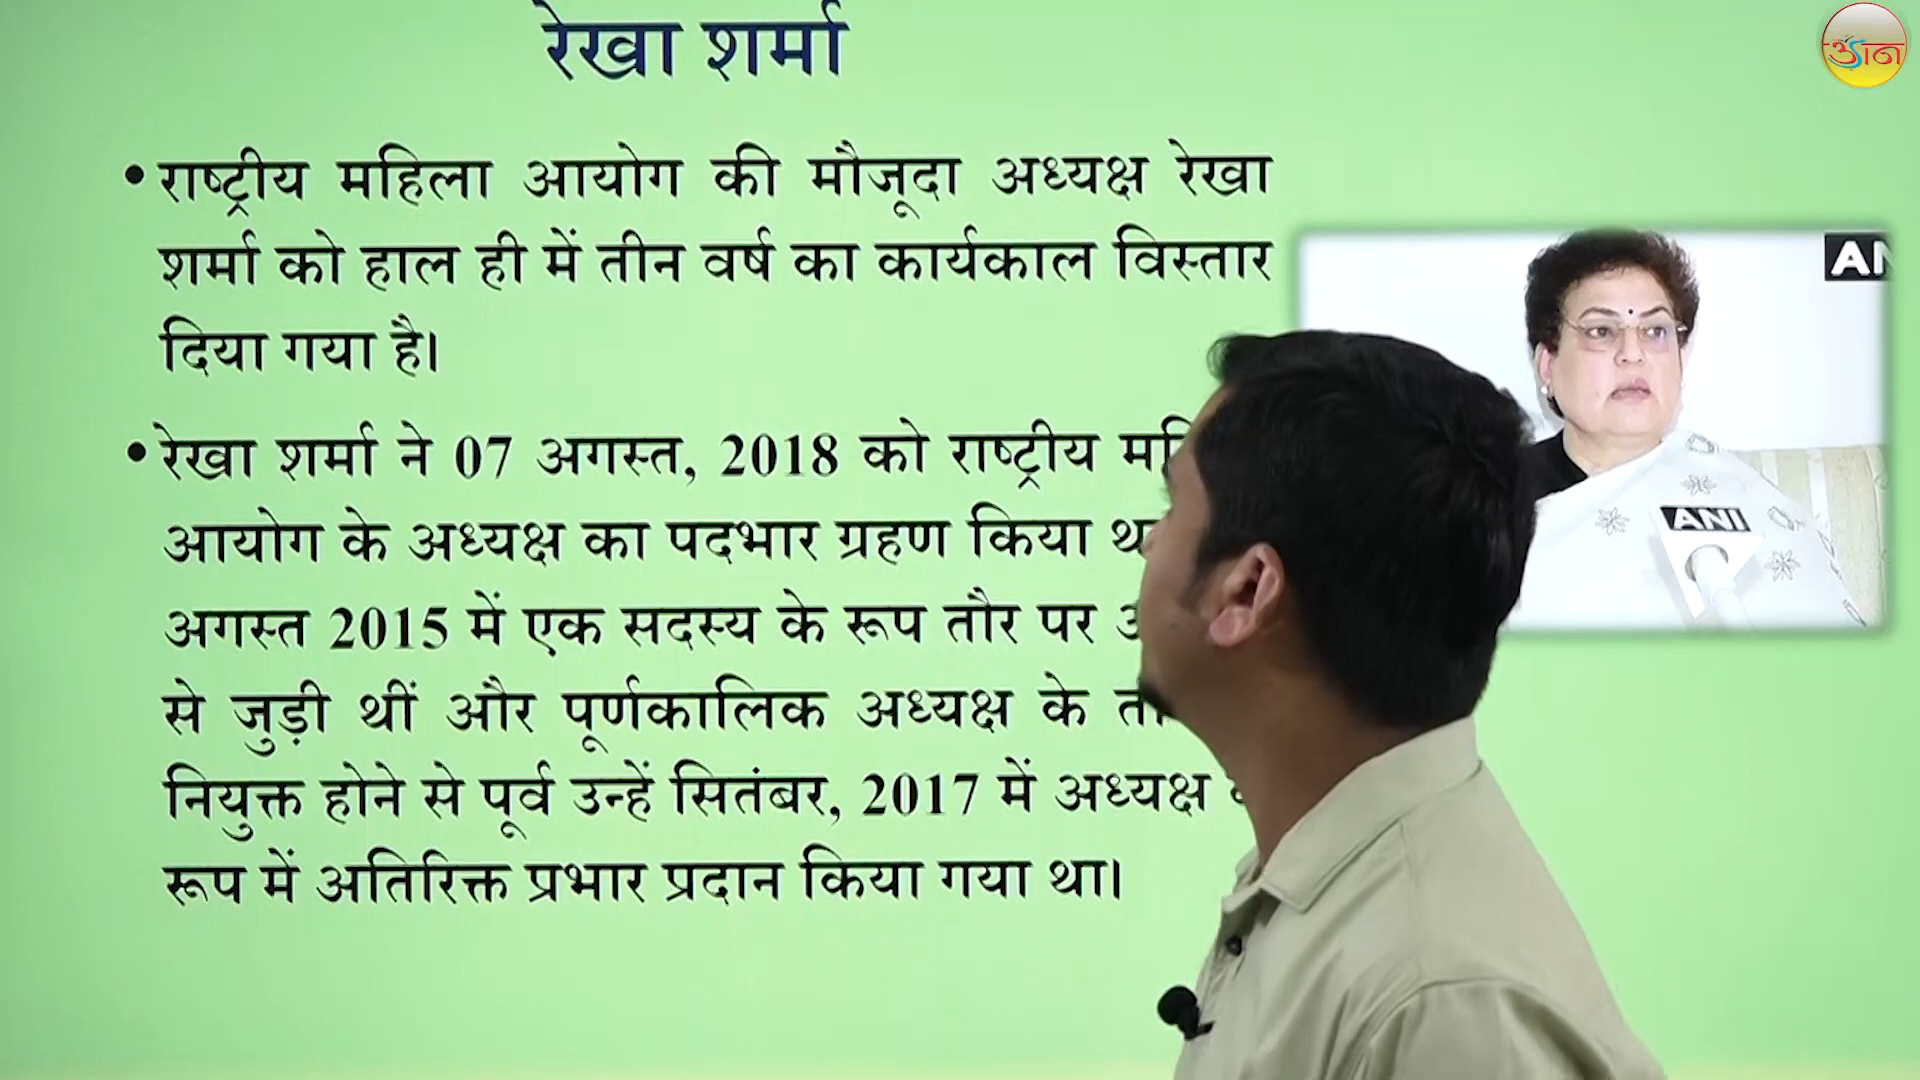 रेखा शर्मा
• राष्ट्रीय महिला आयोग की मौजूदा अध्यक्ष रेखा
शर्मा को हाल ही में तीन वर्ष का कार्यकाल विस्तार
दिया गया है।
• रेखा शर्मा ने 07 अगस्त, 2018 को राष्ट्रीय
आयोग के अध्यक्ष का पदभार ग्रहण किया
अगस्त 2015 में एक सदस्य के रूप तौर पर
से जुड़ी थीं और पूर्णकालिक अध्यक्ष के
नियुक्त होने से पूर्व उन्हें सितंबर, 2017 में अध्यक्ष
रूप में अतिरिक्त प्रभार प्रदान किया गया था।
AN
ANI